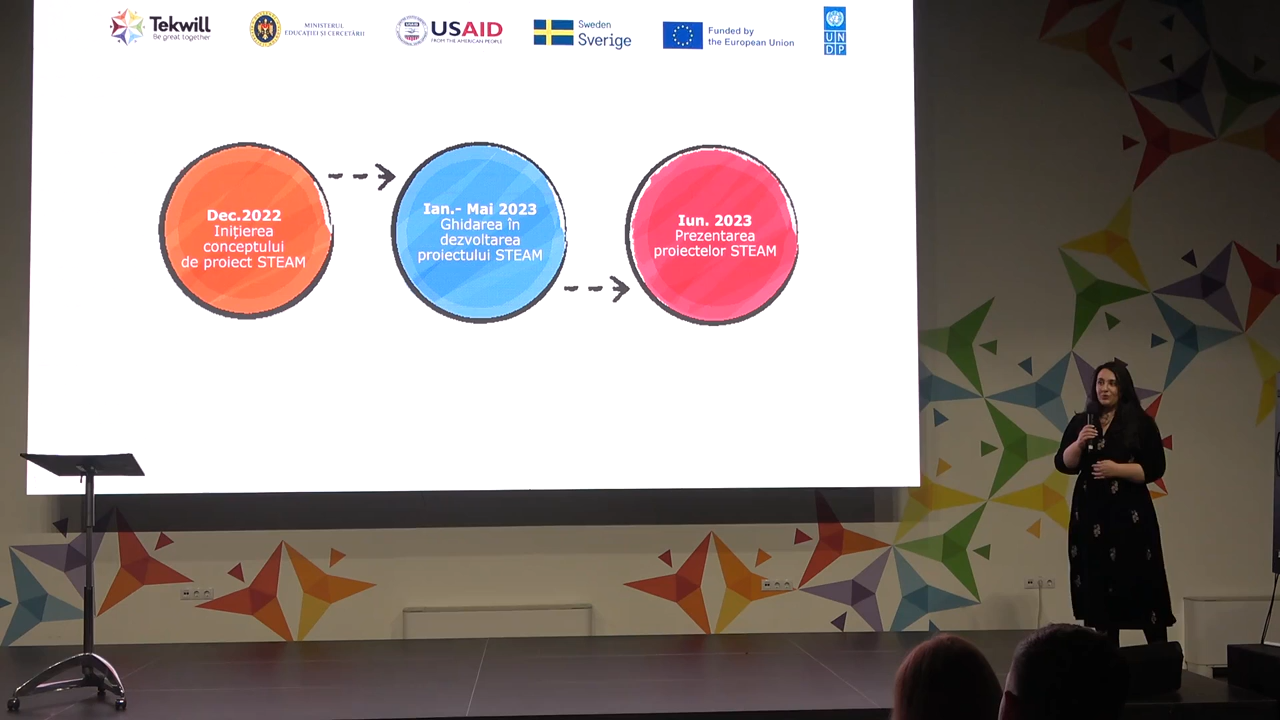 Tekwill
Be great together
MINISTERUL
EDUCAȚIEI ȘI CERCETĂRII
USAID
FROM THE AMERICAN PEOPLE
Sweden
Sverige
Funded by
the European Union
U N
D P
Dec.2022
Inițierea
conceptului
de proiect STEAM
Ian.- Mai 2023
Ghidarea în
dezvoltarea
proiectului STEAM
Iun. 2023
Prezentarea
proiectelor STEAM